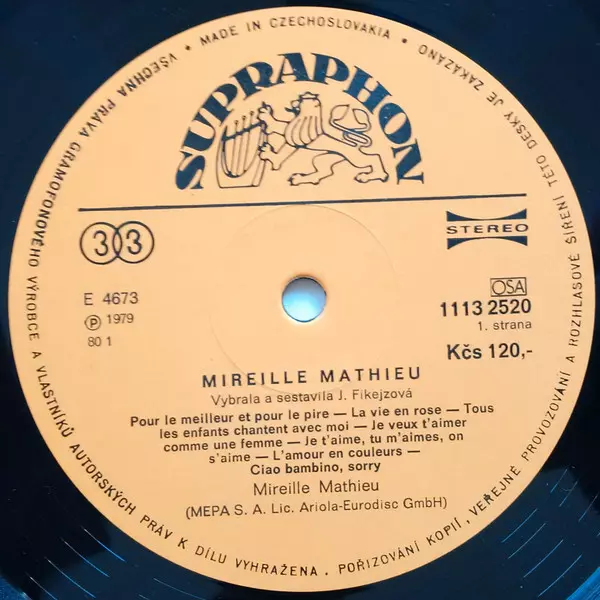 VŠECHNA PRÁVA GRAMOFONOVÉHO VÝROBCE A VLASTNÍKŮ AUTORSKÝCH PRÁV K DÍLU VYHRAŽENA. POŘIZOVÁNÍ KOPIÍ, VEŘEJNÉ PROVOZOVÁNÍ A ROZHLASOVÉ ŠÍŘENÍ TÉTO DESKY JE ZAKÁZÁNO • MADE IN CZECHOSLOVAKIA •
SUPRAPHON
33
STEREO
E 4673
Ⓟ 1979
80 1
OSA
1113 2520
1. strana
Kčs 120,-
MIREILLE MATHIEU
Vybrala a sestavila J. Fikejzová
Pour le meilleur et pour le pire — La vie en rose — Tous
les enfants chantent avec moi — Je veux t'aimer
comme une femme — Je t'aime, tu m'aimes, on
s'aime — L'amour en couleurs —
Ciao bambino, sorry
Mireille Mathieu
(MEPA S. A. Lic. Ariola-Eurodisc GmbH)